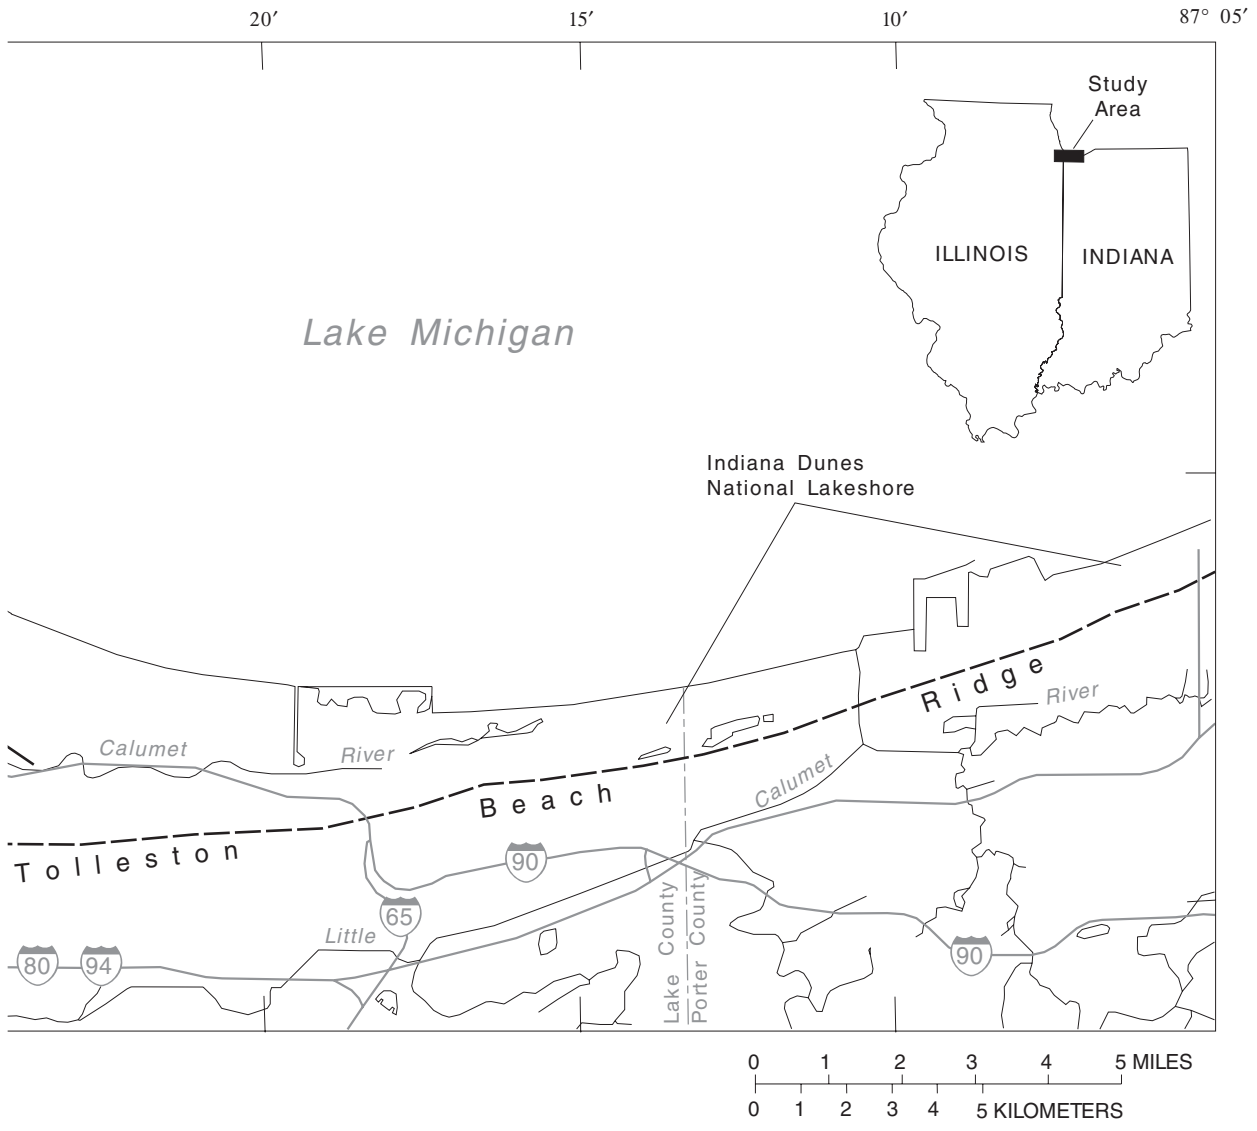 20′ 15′ 10′ 87° 05′
Study
Area
ILLINOIS INDIANA
Lake Michigan
Indiana Dunes
National Lakeshore
Ridge
River
Calumet
River
Calumet
Beach
Tolleston
90
65
Little
80 94
90
Lake County
Porter County
0 1 2 3 4 5 MILES
0 1 2 3 4 5 KILOMETERS